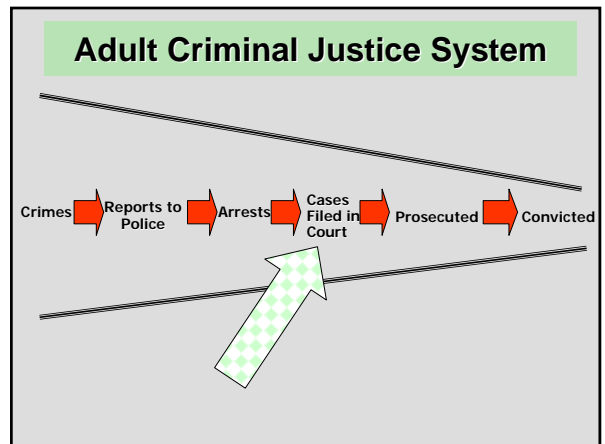 Adult Criminal Justice System
Crimes
Reports to
Police
Arrests
Cases
Filed in
Court
Prosecuted
Convicted